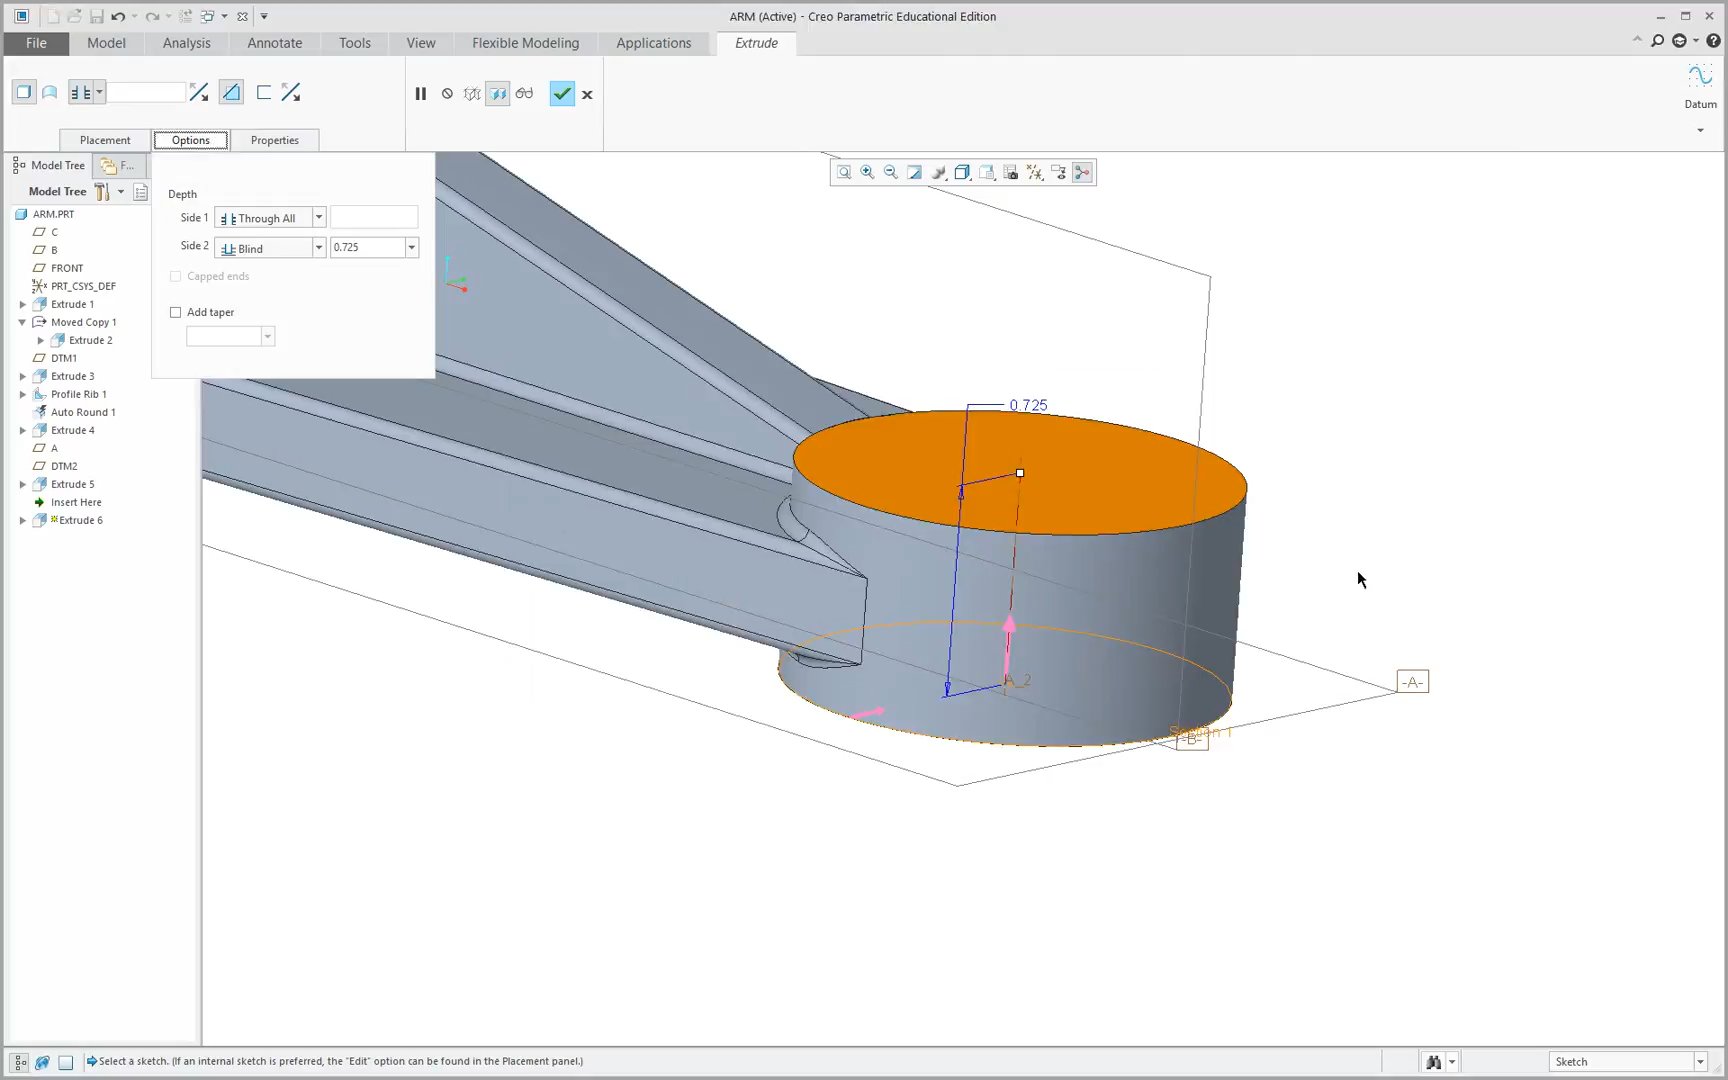 ARM (Active) - Creo Parametric Educational Edition
File Model Analysis Annotate Tools View Flexible Modeling Applications Extrude
Datum
Placement Options Properties
Model Tree F...
Model Tree
ARM.PRT
C
B
FRONT
PRT_CSYS_DEF
Extrude 1
Moved Copy 1
Extrude 2
DTM1
Extrude 3
Profile Rib 1
Auto Round 1
Extrude 4
A
DTM2
Extrude 5
Insert Here
Extrude 6
Depth
Side 1 Through All
Side 2 Blind 0.725
Capped ends
Add taper
0.725
A_2
-A-
-B-
Select a sketch. (If an internal sketch is preferred, the "Edit" option can be found in the Placement panel.)
Sketch